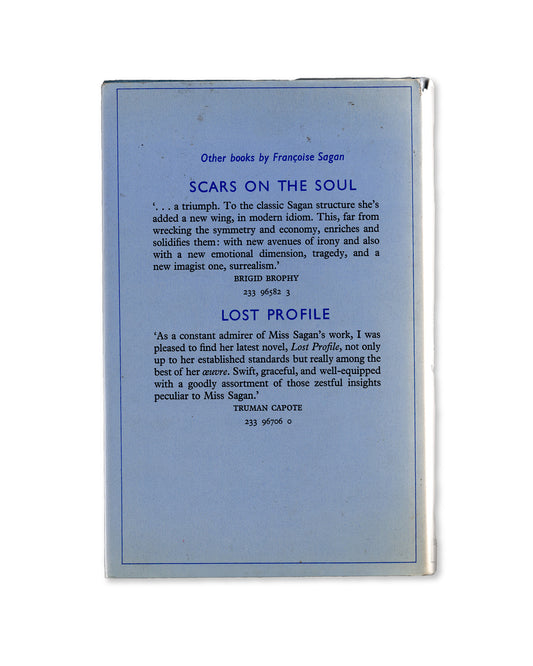 Other books by Françoise Sagan
SCARS ON THE SOUL
‘. . . a triumph. To the classic Sagan structure she’s
added a new wing, in modern idiom. This, far from
wrecking the symmetry and economy, enriches and
solidifies them: with new avenues of irony and also
with a new emotional dimension, tragedy, and a
new imagist one, surrealism.’
BRIGID BROPHY
233 96582 3
LOST PROFILE
‘As a constant admirer of Miss Sagan’s work, I was
pleased to find her latest novel, Lost Profile, not only
up to her established standards but really among the
best of her œuvre. Swift, graceful, and well-equipped
with a goodly assortment of those zestful insights
peculiar to Miss Sagan.’
TRUMAN CAPOTE
233 96706 0